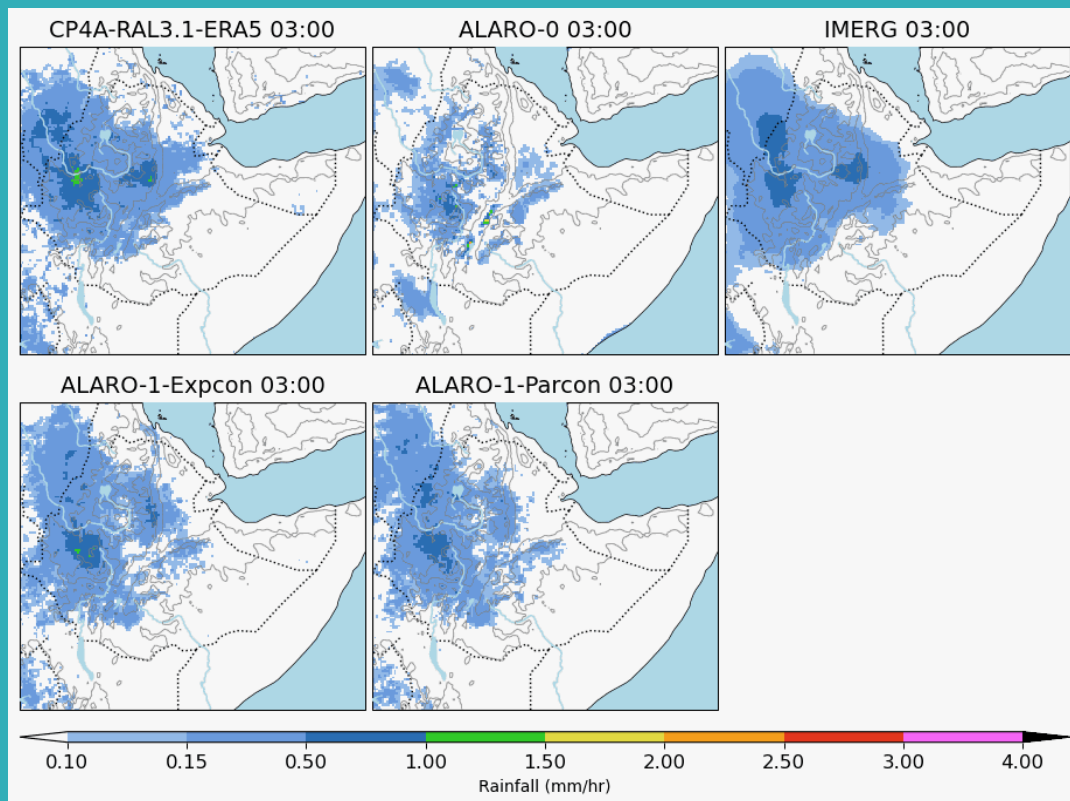 CP4A-RAL3.1-ERA5 03:00
ALARO-0 03:00
IMERG 03:00
ALARO-1-Expcon 03:00
ALARO-1-Parcon 03:00
0.10 0.15 0.50 1.00 1.50 2.00 2.50 3.00 4.00
Rainfall (mm/hr)